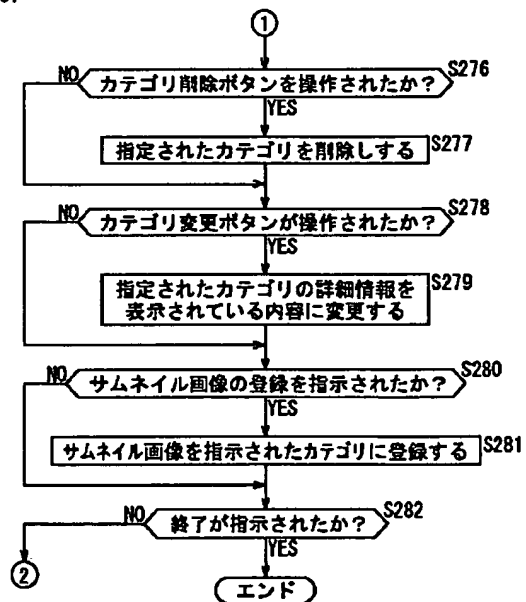 ①
NO カテゴリ削除ボタンを操作されたか? S276
YES
指定されたカテゴリを削除しする S277
NO カテゴリ変更ボタンが操作されたか? S278
YES
指定されたカテゴリの詳細情報を S279
表示されている内容に変更する
NO サムネイル画像の登録を指示されたか? S280
YES
サムネイル画像を指示されたカテゴリに登録する S281
NO 終了が指示されたか? S282
YES
②
エンド